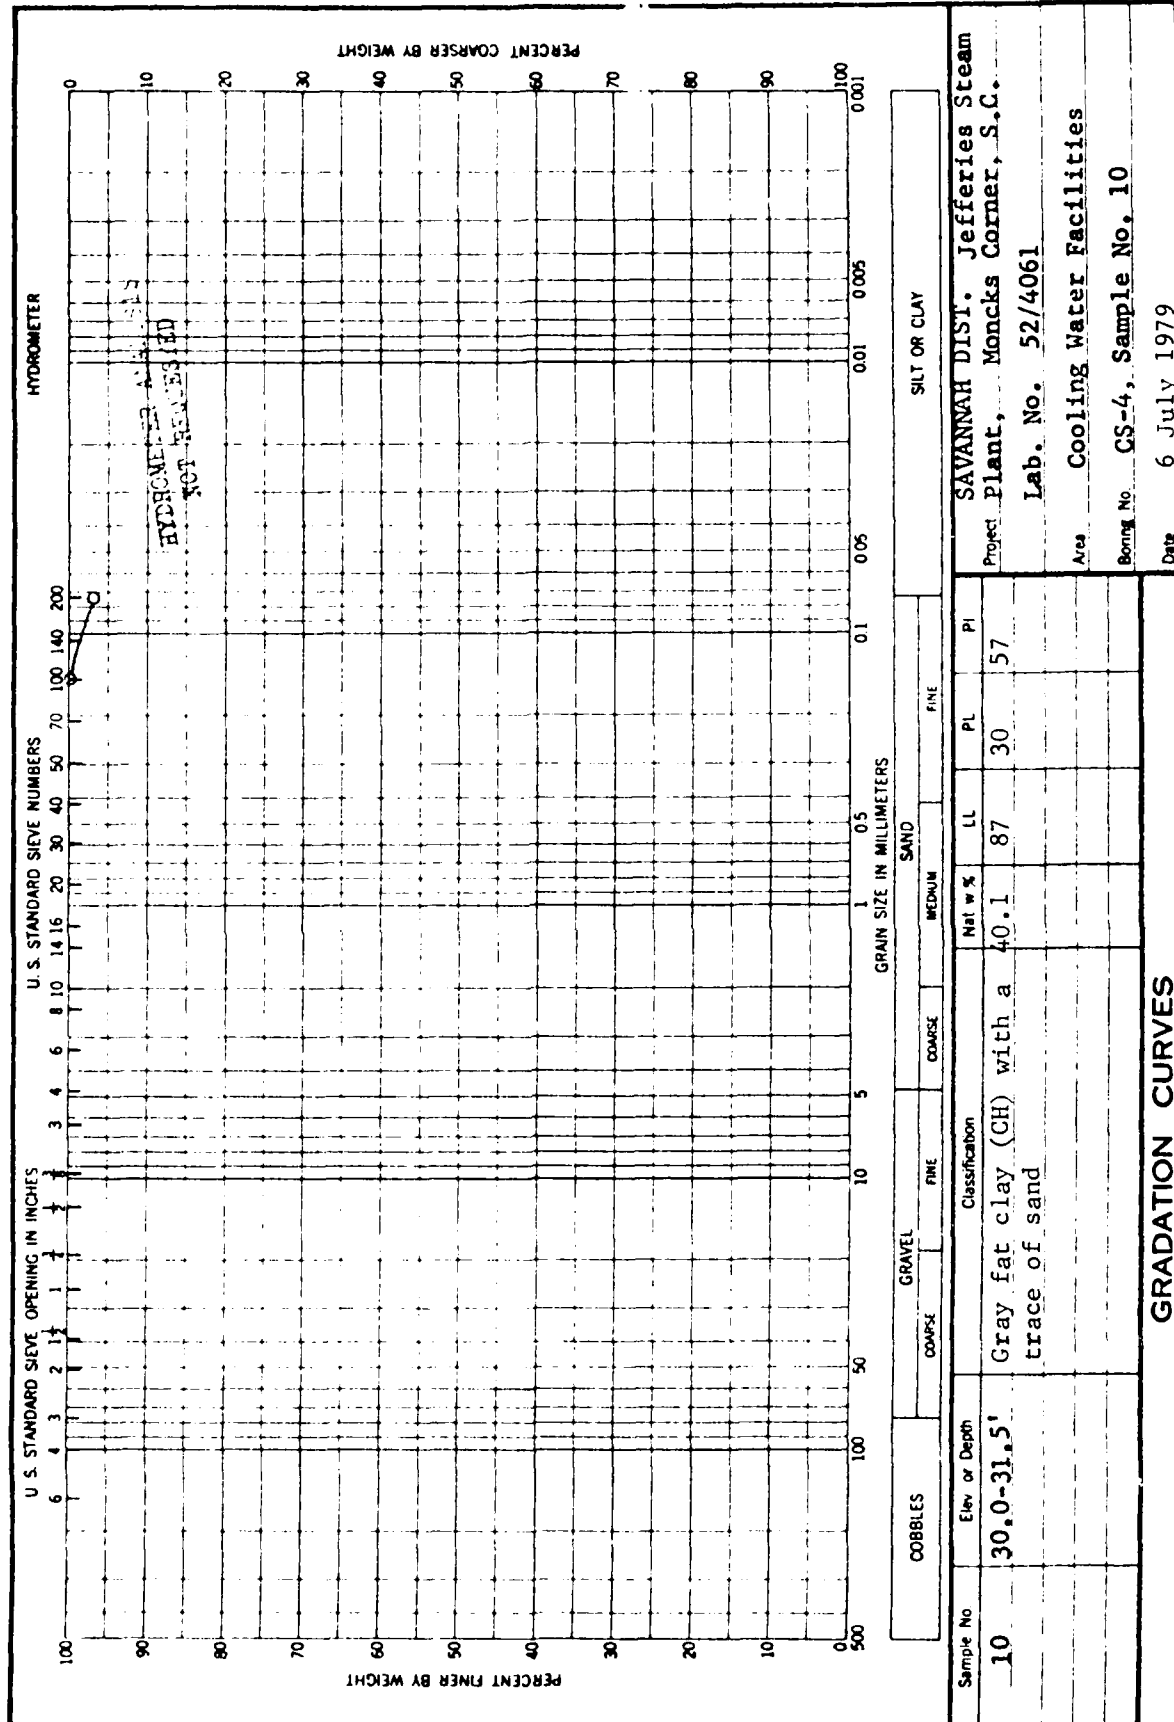 U. S. STANDARD SIEVE OPENING IN INCHES
U. S. STANDARD SIEVE NUMBERS
HYDROMETER
6 4 3 2 1½ 1 ¾ ½ ⅜ 3 4 6 8 10 14 16 20 30 40 50 70 100 140 200
100
90
80
70
60
50
40
30
20
10
0
PERCENT FINER BY WEIGHT
0
10
20
30
40
50
60
70
80
90
100
PERCENT COARSER BY WEIGHT
HYDROMETER
NOT REQUESTED
500 100 50 10 5 1 0.5 0.1 0.05 0.01 0.005 0.001
GRAIN SIZE IN MILLIMETERS
COBBLES
GRAVEL
SAND
SILT OR CLAY
COARSE
FINE
COARSE
MEDIUM
FINE
Sample No
Elev or Depth
Classification
Nat w %
LL
PL
PI
10
30.0-31.5'
Gray fat clay (CH) with a
40.1
87
30
57
trace of sand
SAVANNAH DIST. Jefferies Steam
Project Plant, Moncks Corner, S.C.
Lab. No. 52/4061
Area Cooling Water Facilities
Boring No. CS-4, Sample No. 10
Date 6 July 1979
GRADATION CURVES